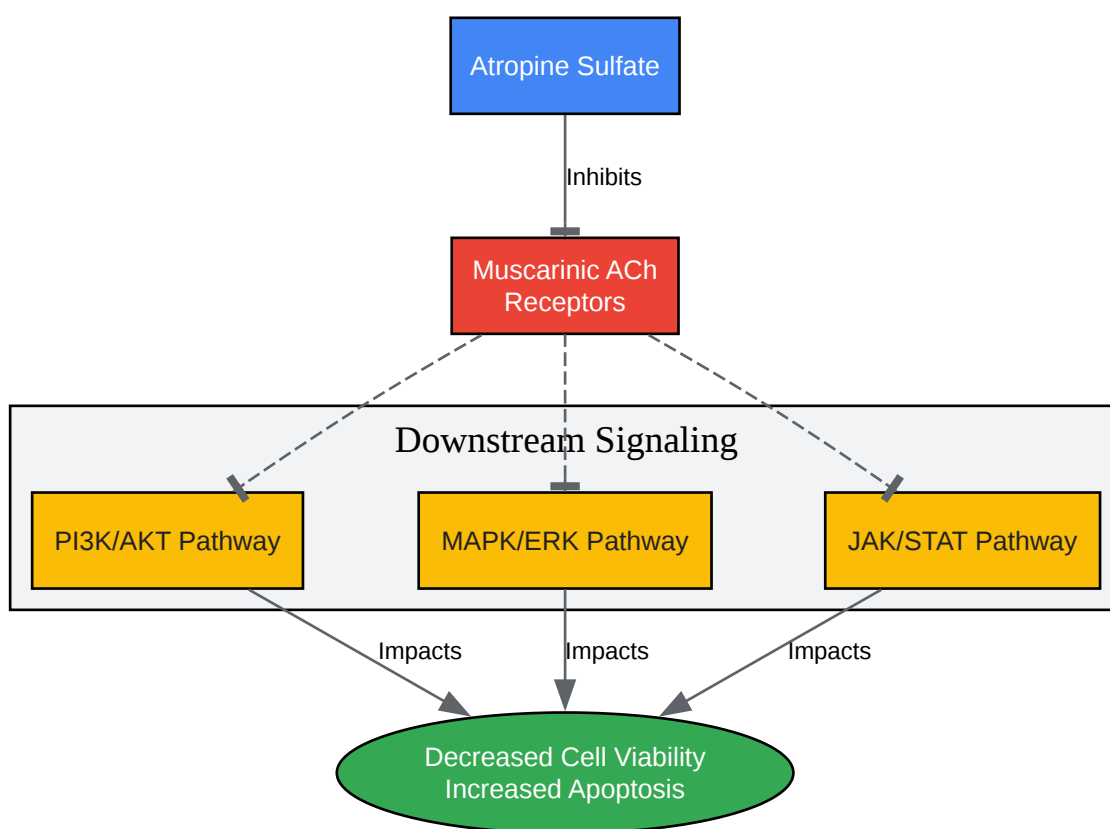 Atropine Sulfate
Inhibits
Muscarinic ACh
Receptors
Downstream Signaling
PI3K/AKT Pathway
MAPK/ERK Pathway
JAK/STAT Pathway
Impacts
Impacts
Impacts
Decreased Cell Viability
Increased Apoptosis